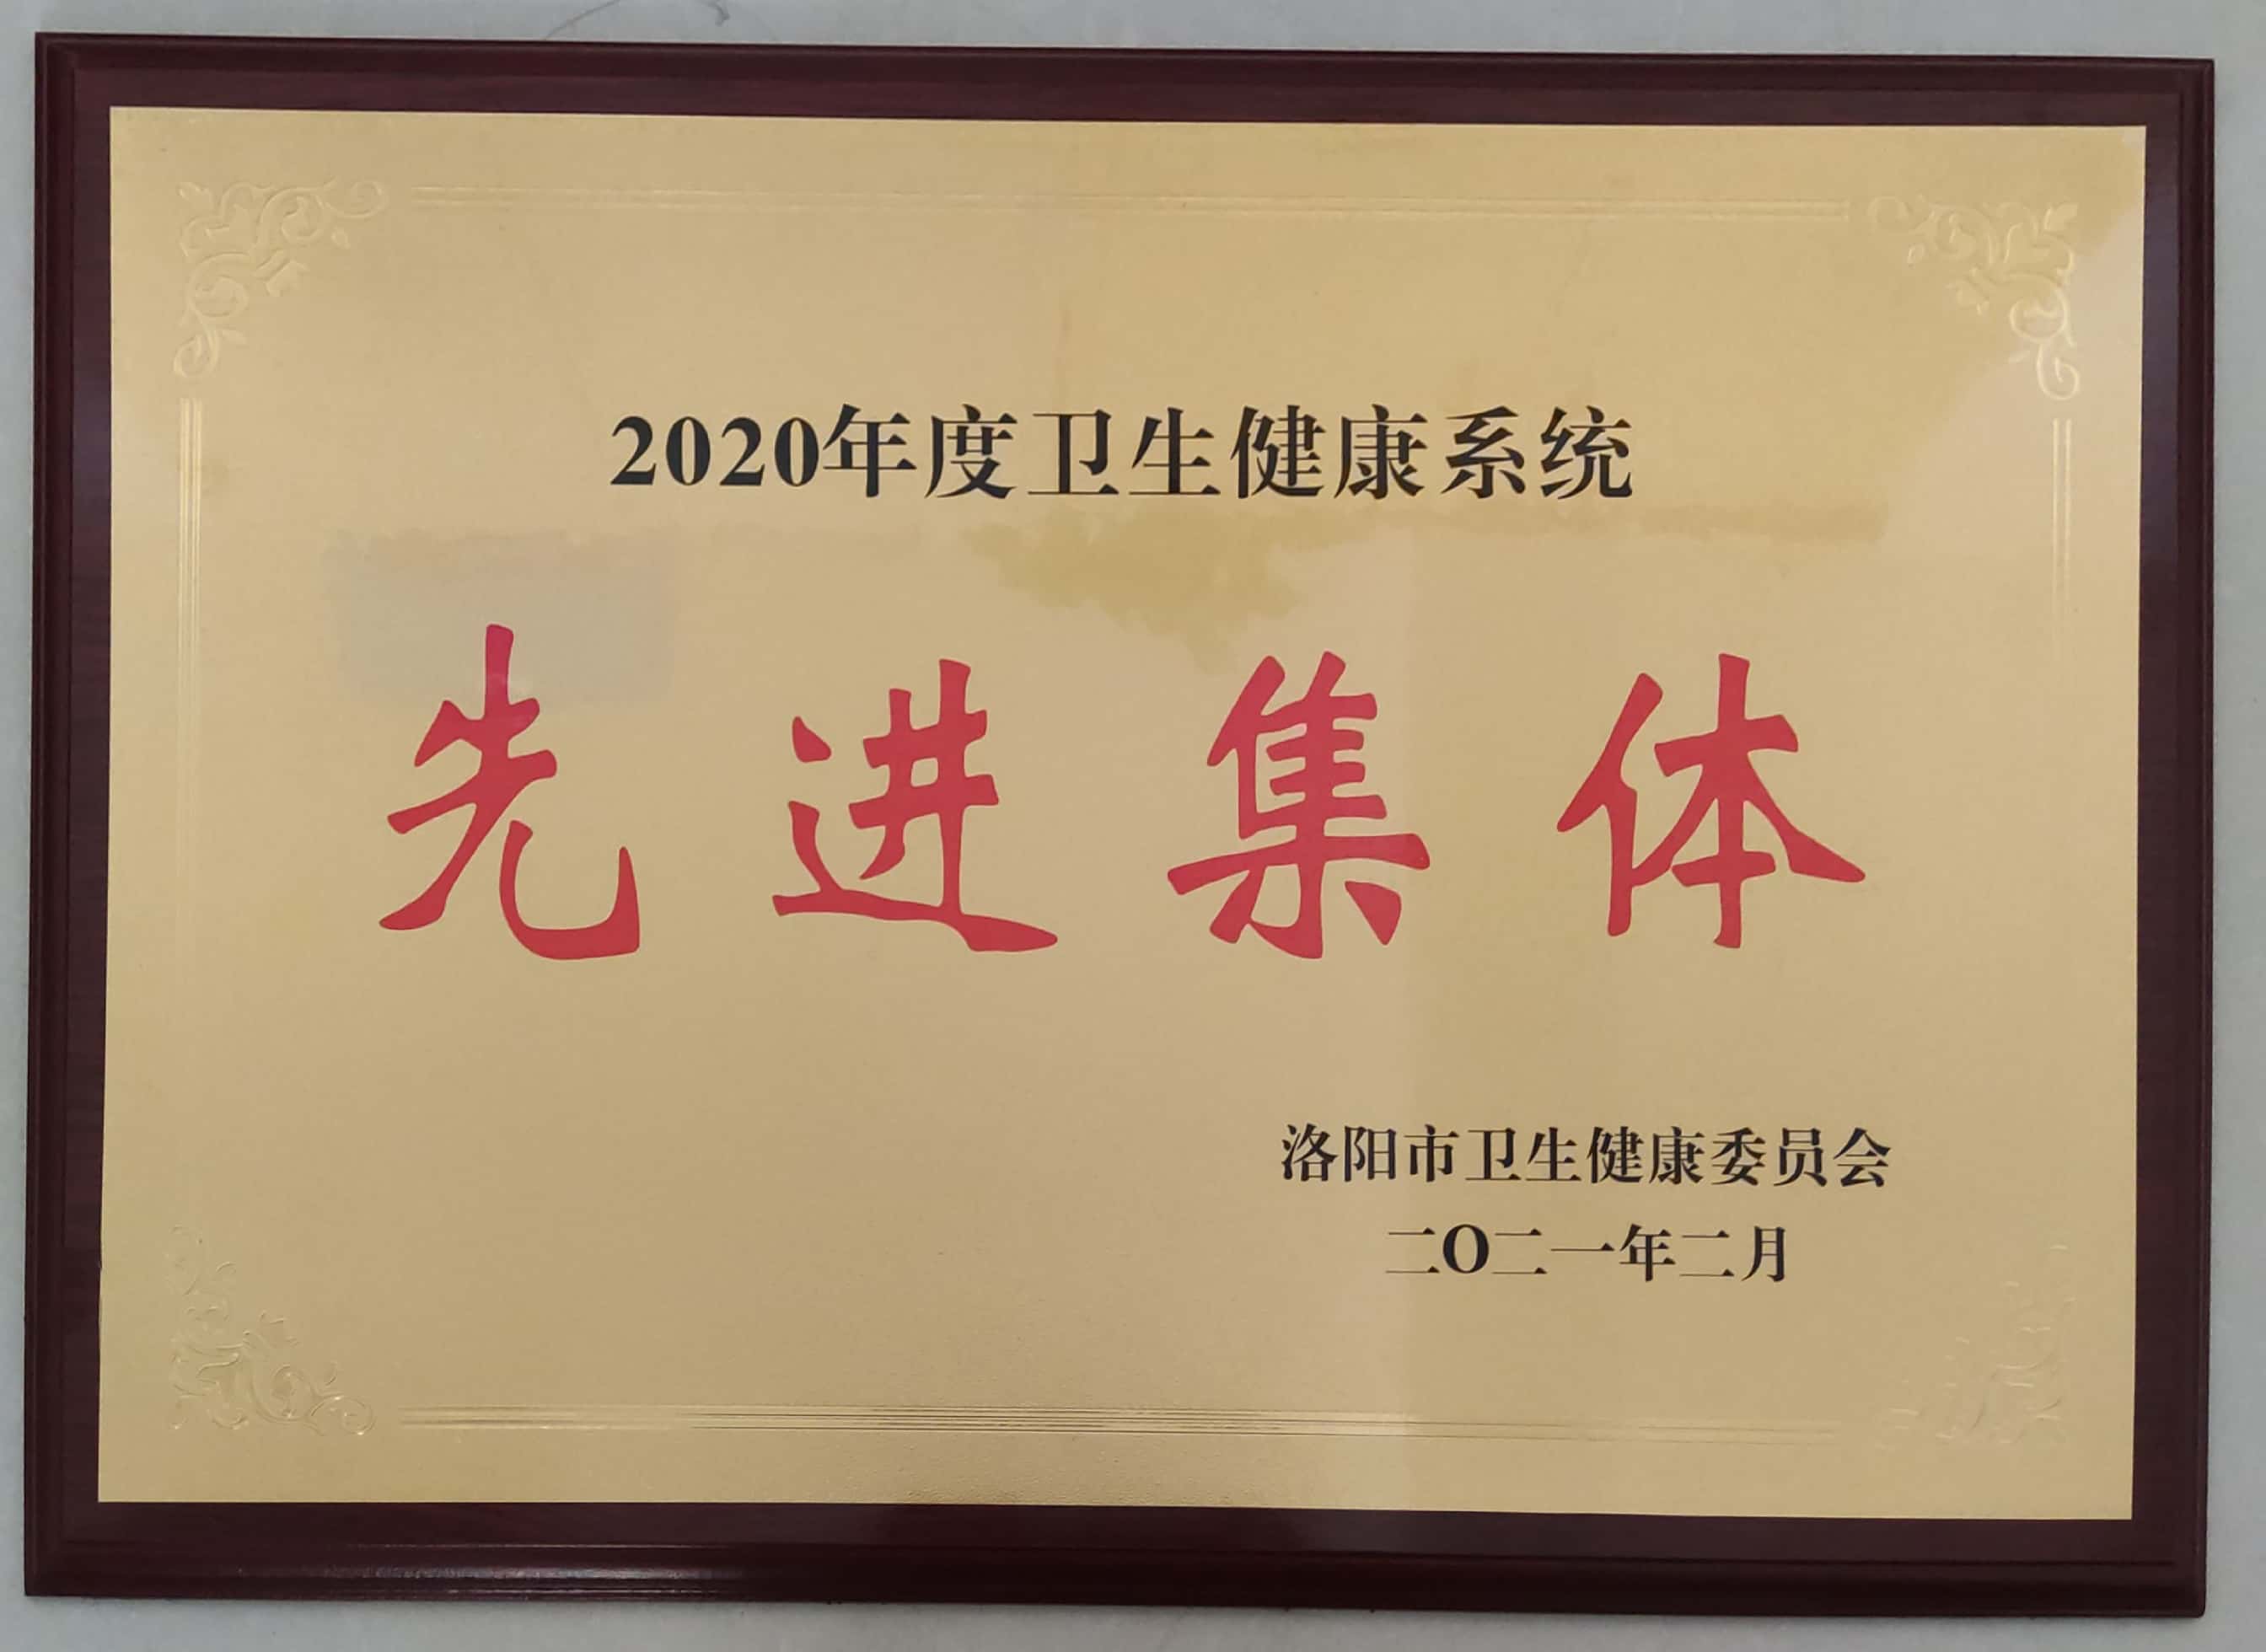 2020年度卫生健康系统
先进集体
洛阳市卫生健康委员会
二O二一年二月